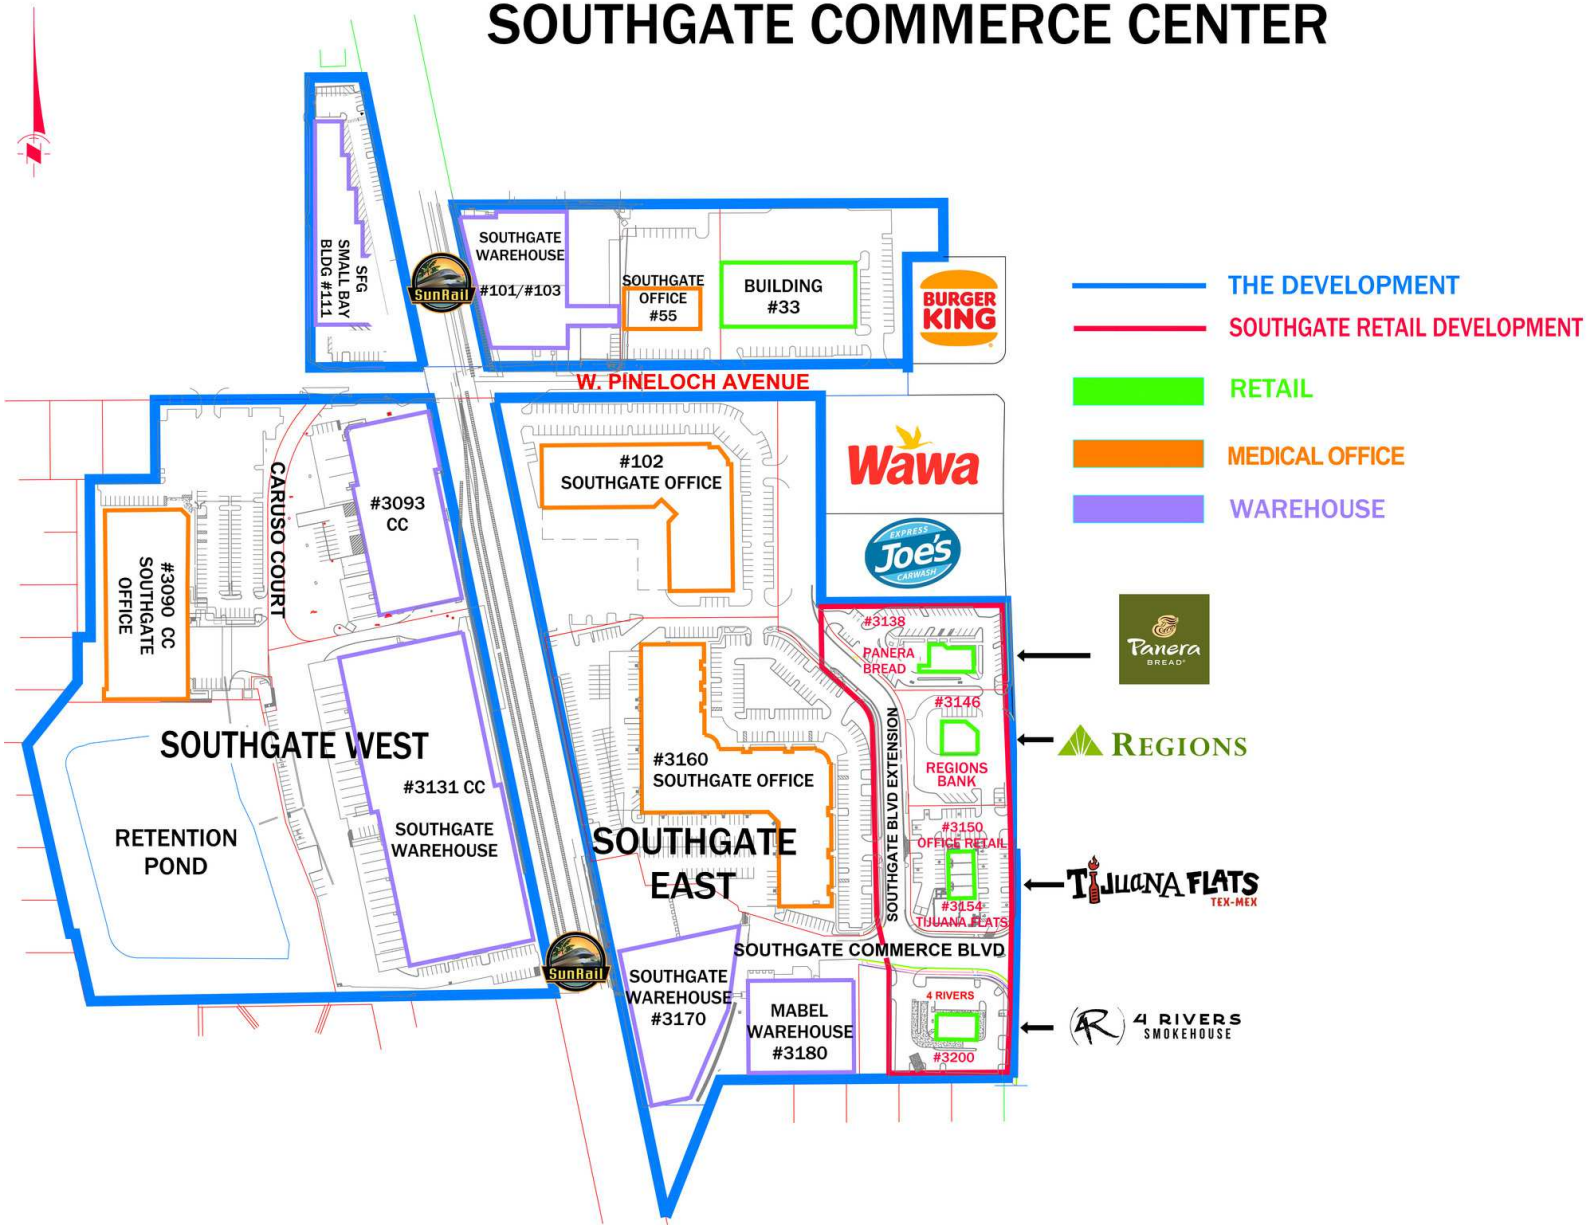 SOUTHGATE COMMERCE CENTER
SFG
SMALL BAY
BLDG #111
SunRail
SOUTHGATE
WAREHOUSE
#101/#103
SOUTHGATE
OFFICE
#55
BUILDING
#33
BURGER
KING
THE DEVELOPMENT
SOUTHGATE RETAIL DEVELOPMENT
RETAIL
MEDICAL OFFICE
WAREHOUSE
W. PINELOCH AVENUE
CARUSO COURT
#3093
CC
#102
SOUTHGATE OFFICE
Wawa
EXPRESS
Joe's
CARWASH
#3090 CC
SOUTHGATE
OFFICE
#3138
PANERA
BREAD
Panera
BREAD
#3146
REGIONS
BANK
REGIONS
SOUTHGATE WEST
#3131 CC
SOUTHGATE
WAREHOUSE
RETENTION
POND
#3160
SOUTHGATE OFFICE
SOUTHGATE
EAST
SOUTHGATE BLVD EXTENSION
#3150
OFFICE RETAIL
#3154
TIJUANA FLATS
TIJUANA FLATS
TEX-MEX
SOUTHGATE COMMERCE BLVD
SunRail
SOUTHGATE
WAREHOUSE
#3170
MABEL
WAREHOUSE
#3180
4 RIVERS
#3200
4R
4 RIVERS
SMOKEHOUSE